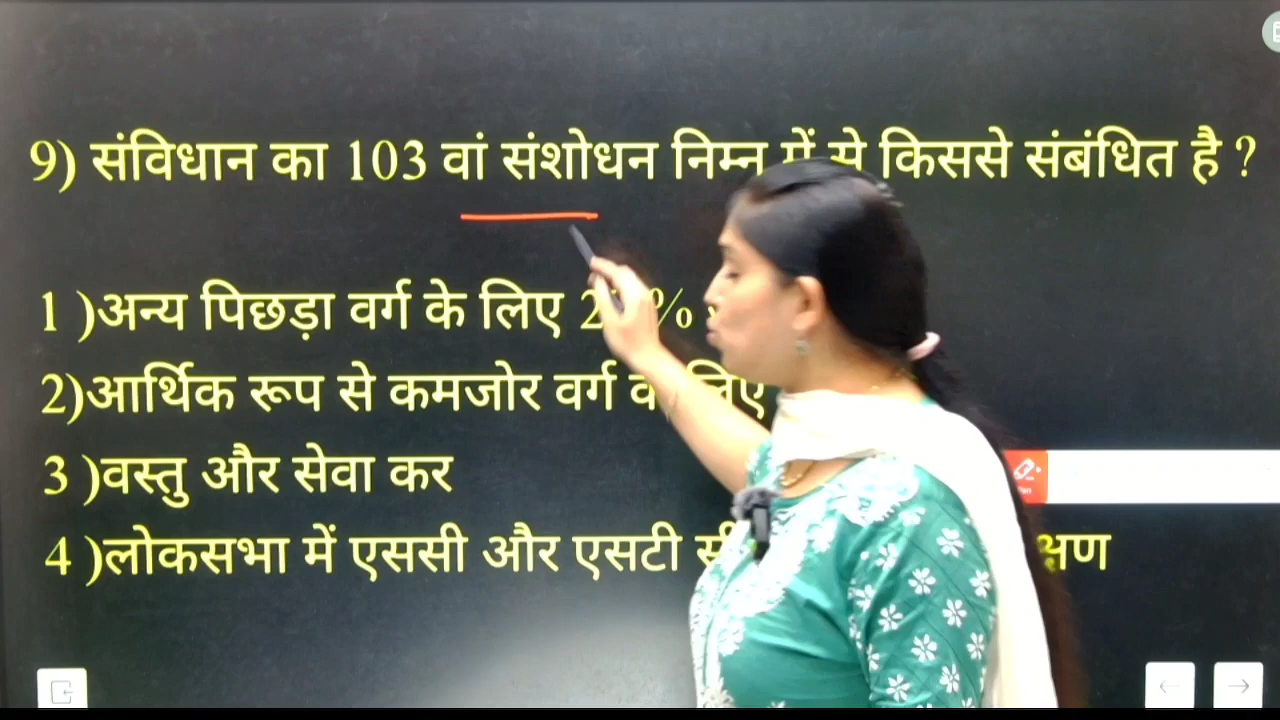 9) संविधान का 103 वां संशोधन निम्न में से किससे संबंधित है ?
1 )अन्य पिछड़ा वर्ग के लिए %
2)आर्थिक रूप से कमजोर वर्ग के लिए
3 )वस्तु और सेवा कर
4 )लोकसभा में एससी और एसटी